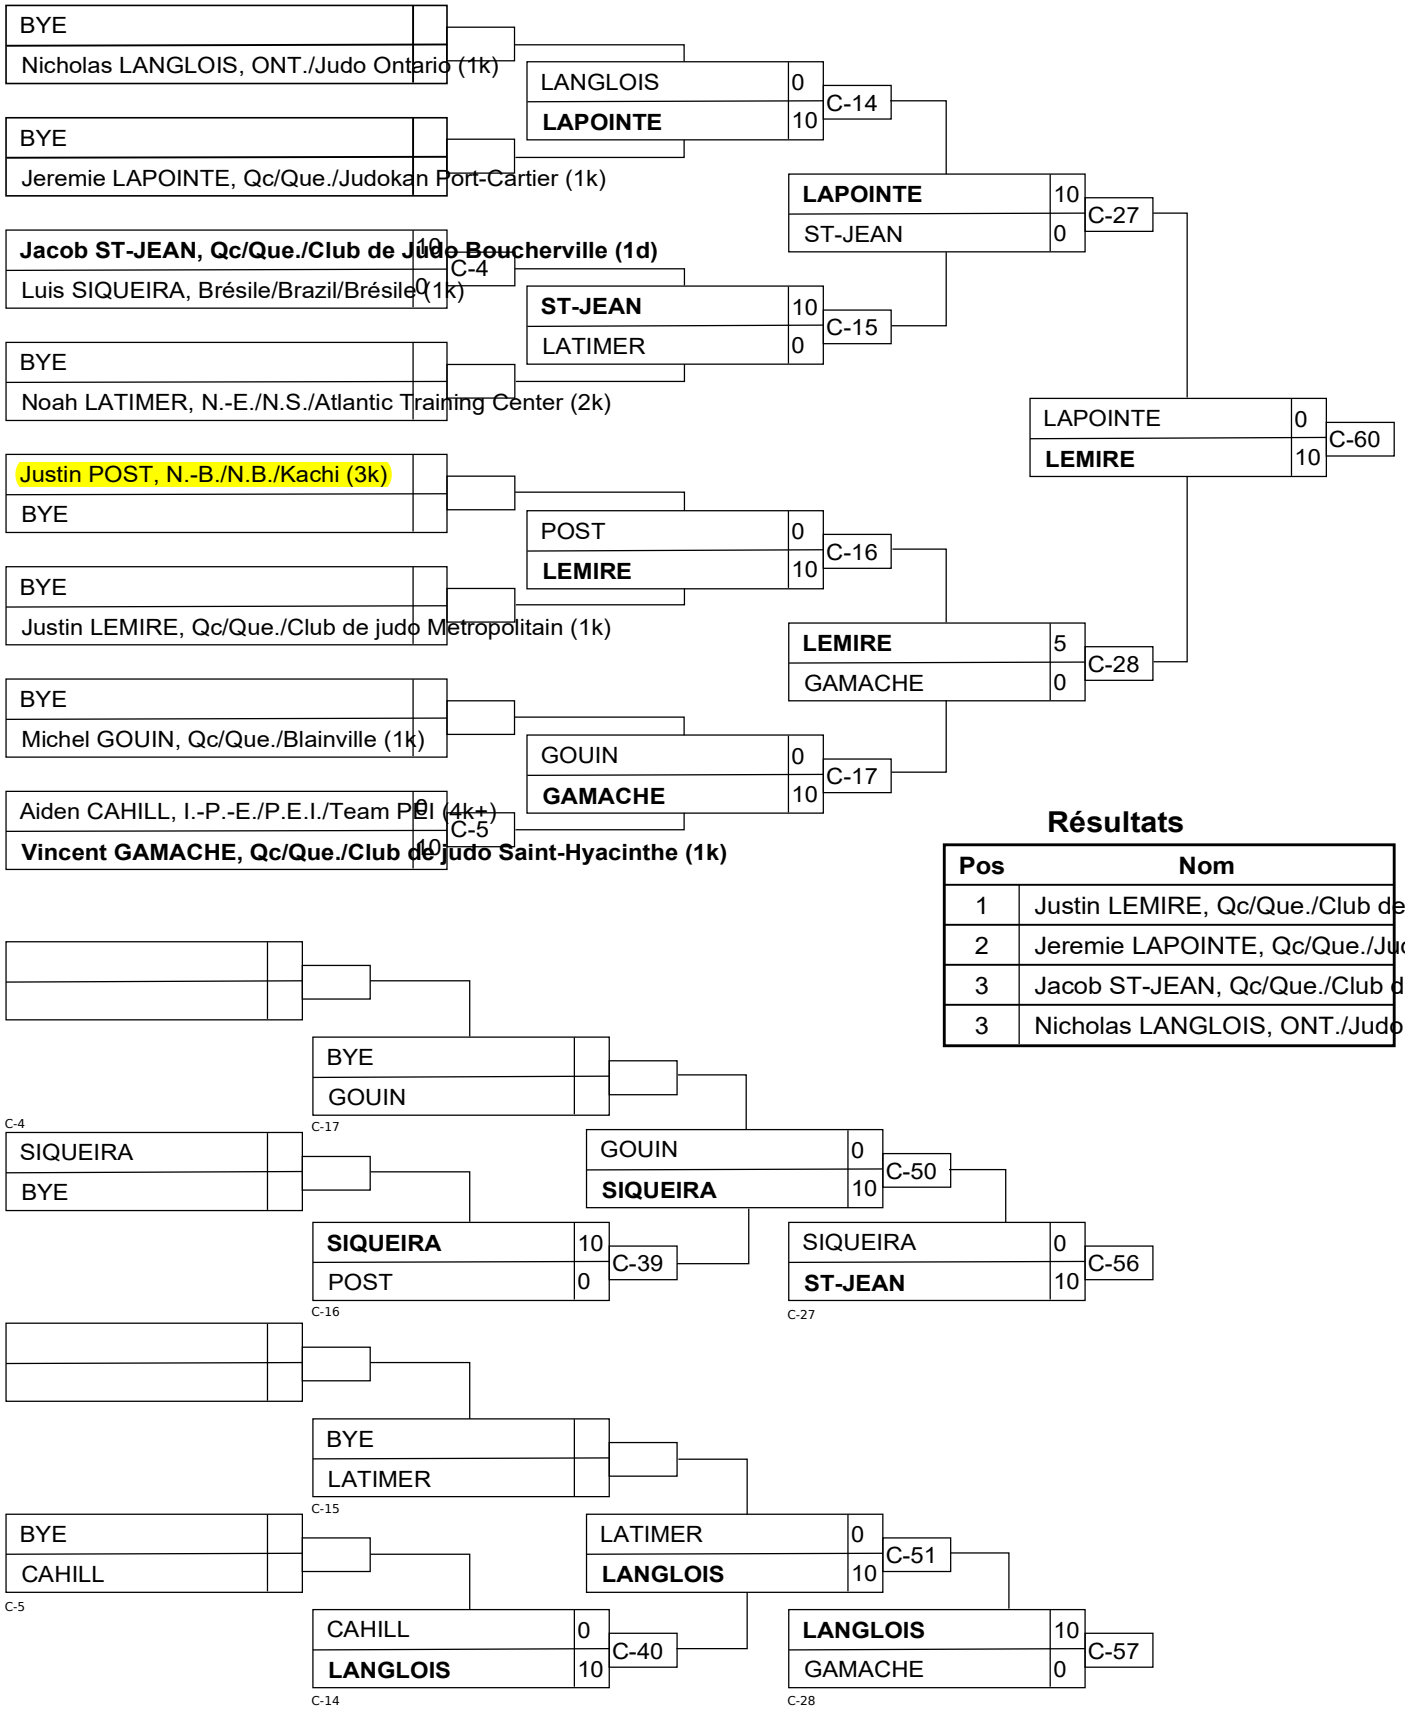 BYE
Nicholas LANGLOIS, ONT./Judo Ontario (1k)
LANGLOIS 0
LAPOINTE 10
C-14
BYE
Jeremie LAPOINTE, Qc/Que./Judokan Port-Cartier (1k)
LAPOINTE 10
ST-JEAN 0
C-27
Jacob ST-JEAN, Qc/Que./Club de Judo Boucherville (1d) 10
Luis SIQUEIRA, Brésile/Brazil/Brésile (1k) 0
C-4
ST-JEAN 10
LATIMER 0
C-15
BYE
Noah LATIMER, N.-E./N.S./Atlantic Training Center (2k)
LAPOINTE 0
LEMIRE 10
C-60
Justin POST, N.-B./N.B./Kachi (3k)
BYE
POST 0
LEMIRE 10
C-16
BYE
Justin LEMIRE, Qc/Que./Club de judo Metropolitain (1k)
LEMIRE 5
GAMACHE 0
C-28
BYE
Michel GOUIN, Qc/Que./Blainville (1k)
GOUIN 0
GAMACHE 10
C-17
Aiden CAHILL, I.-P.-E./P.E.I./Team PEI (4k+) 0
Vincent GAMACHE, Qc/Que./Club de judo Saint-Hyacinthe (1k) 10
C-5
Résultats
Pos Nom
1 Justin LEMIRE, Qc/Que./Club de
2 Jeremie LAPOINTE, Qc/Que./Jud
3 Jacob ST-JEAN, Qc/Que./Club d
3 Nicholas LANGLOIS, ONT./Judo
BYE
GOUIN
C-17
C-4
SIQUEIRA
BYE
GOUIN 0
SIQUEIRA 10
C-50
SIQUEIRA 10
POST 0
C-39
C-16
SIQUEIRA 0
ST-JEAN 10
C-56
C-27
BYE
LATIMER
C-15
BYE
CAHILL
C-5
LATIMER 0
LANGLOIS 10
C-51
CAHILL 0
LANGLOIS 10
C-40
C-14
LANGLOIS 10
GAMACHE 0
C-57
C-28